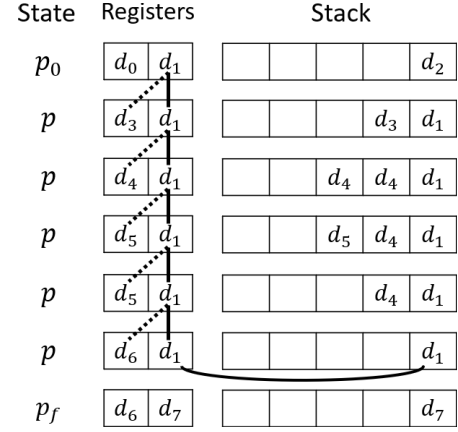 State Registers Stack
p₀ d₀ d₁ d₂
p d₃ d₁ d₃ d₁
p d₄ d₁ d₄ d₄ d₁
p d₅ d₁ d₅ d₄ d₁
p d₅ d₁ d₄ d₁
p d₆ d₁ d₁
p_f d₆ d₇ d₇